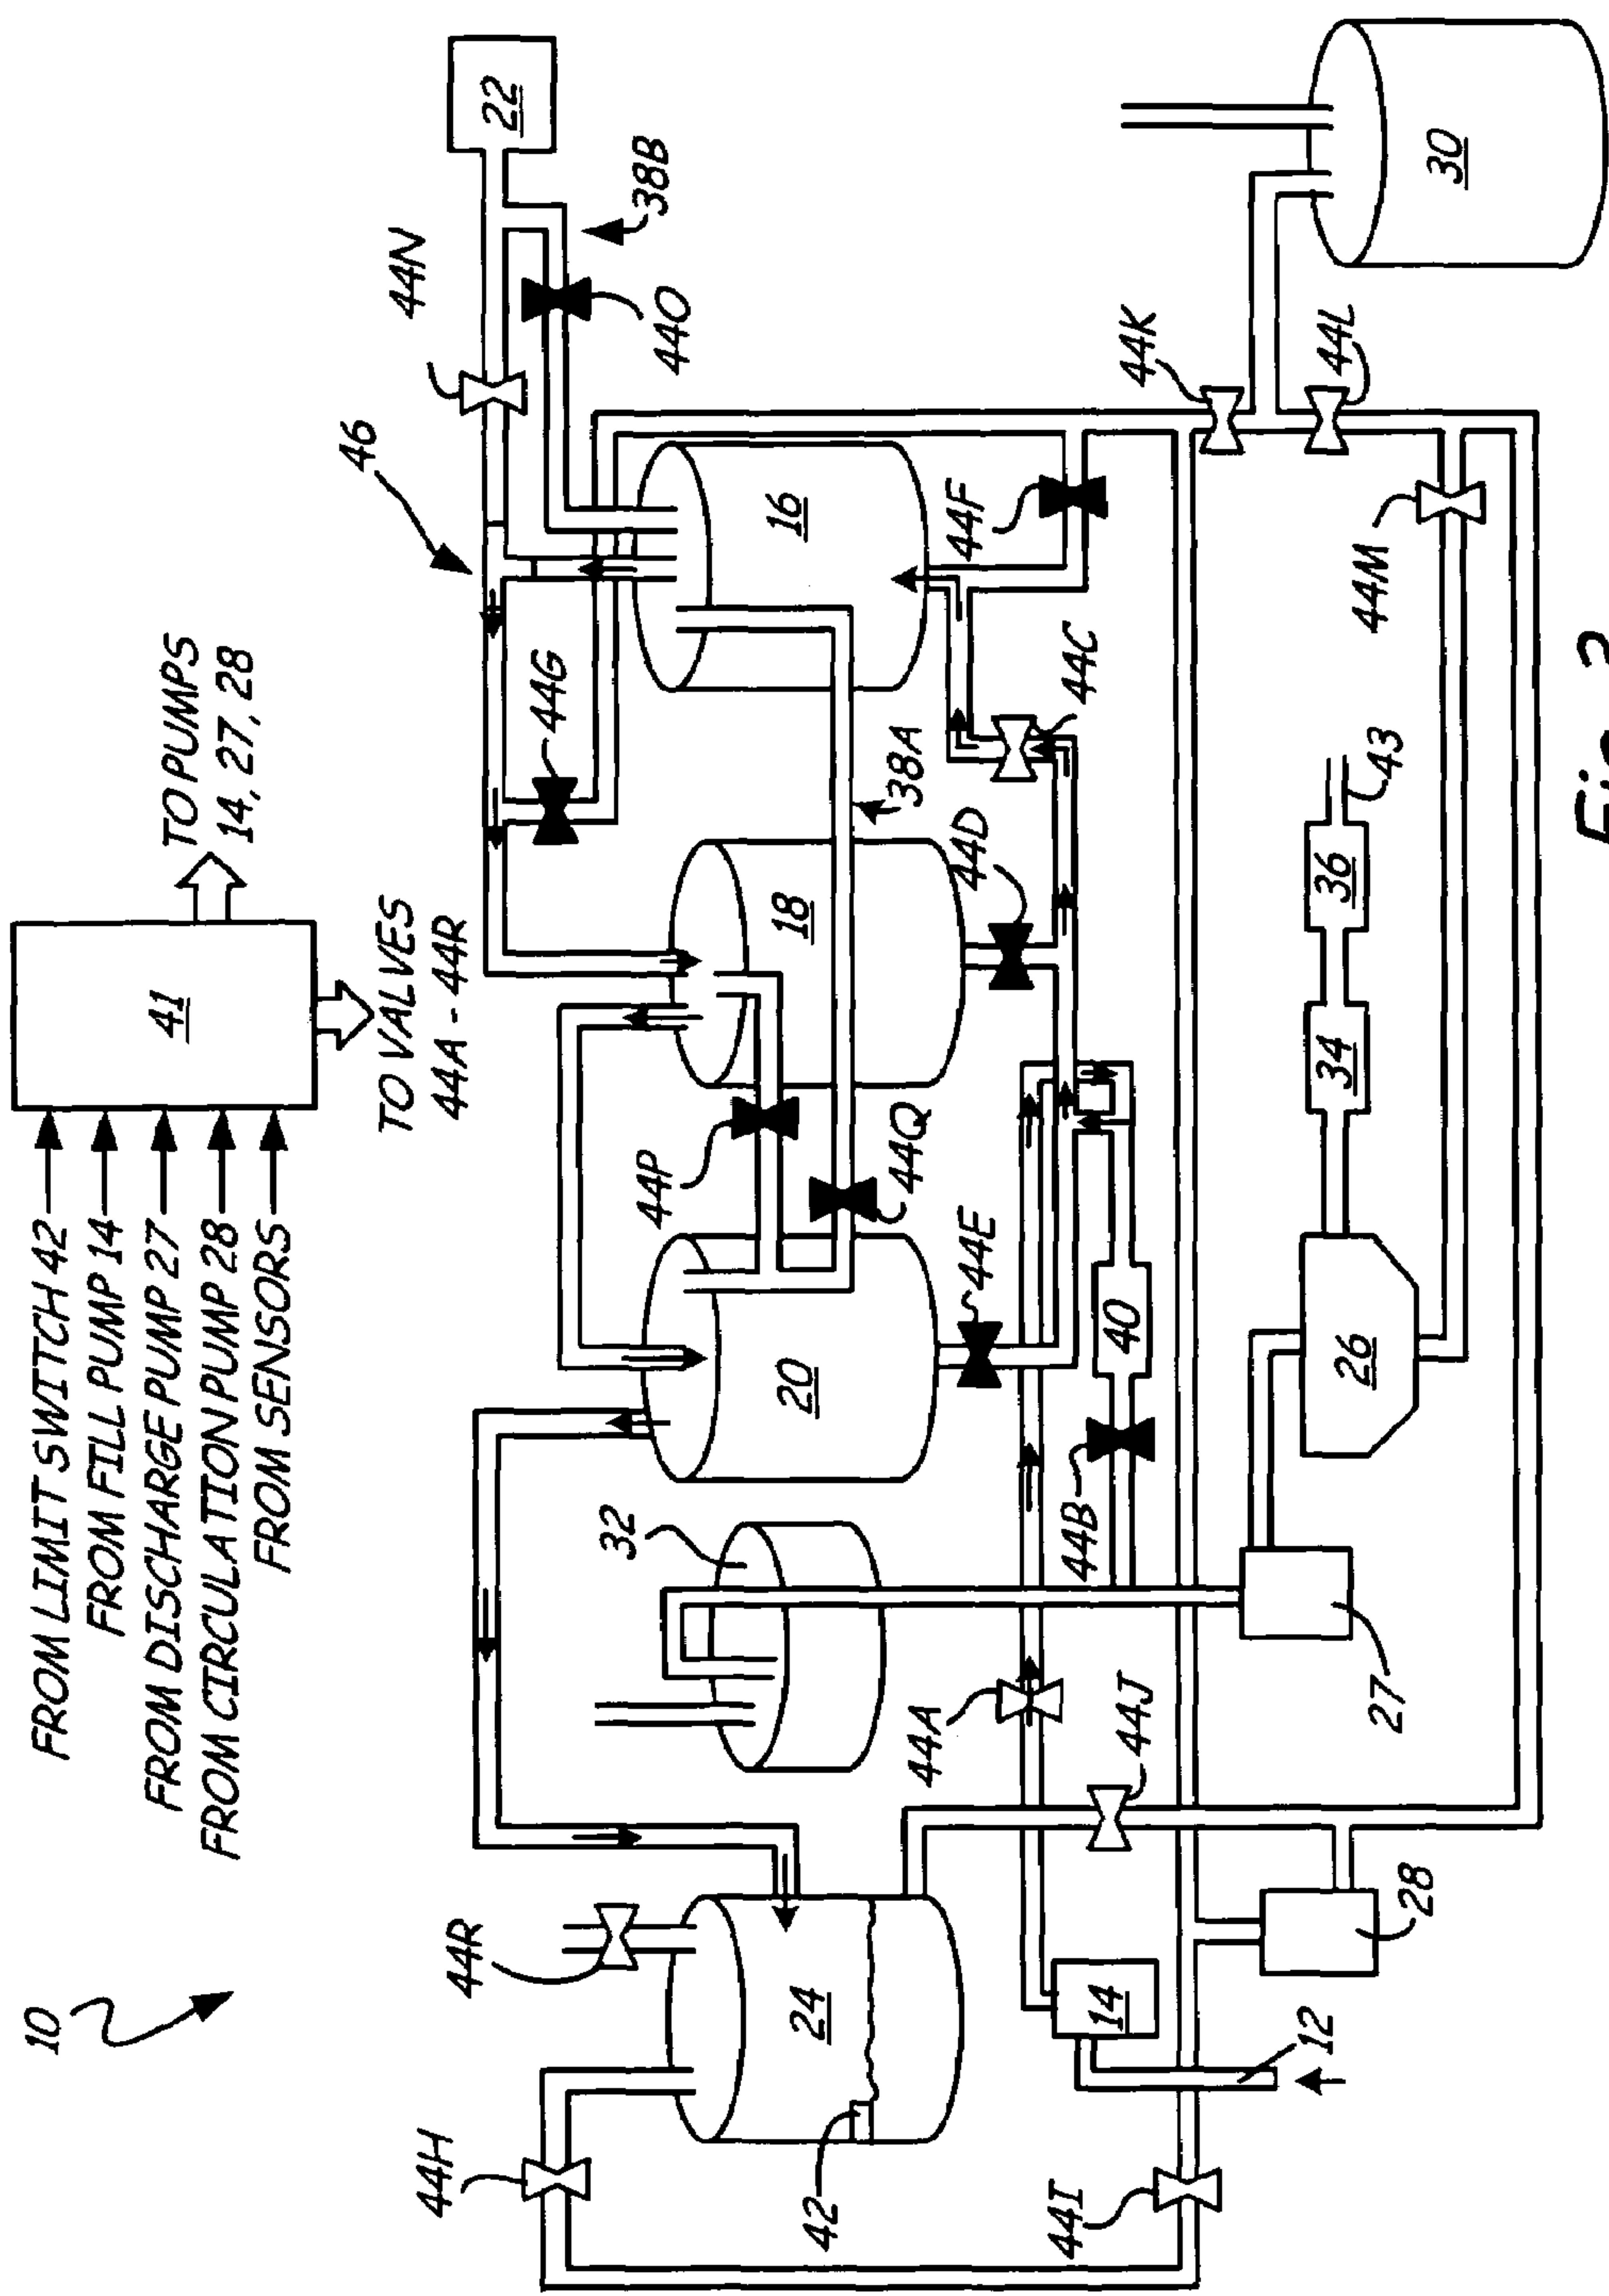 10
FROM LIMIT SWITCH 42
FROM FILL PUMP 14
FROM DISCHARGE PUMP 27
FROM CIRCULATION PUMP 28
FROM SENSORS
41
TO PUMPS
14, 27, 28
TO VALVES
44A - 44R
46
44N
22
38B
44O
44H
44R
32
44P
44G
24
20
18
16
42
44Q
38A
44E
44D
44F
44C
44A
44B
40
44K
44J
14
12
44I
28
27
26
34
36
43
44M
44L
30
Fig.